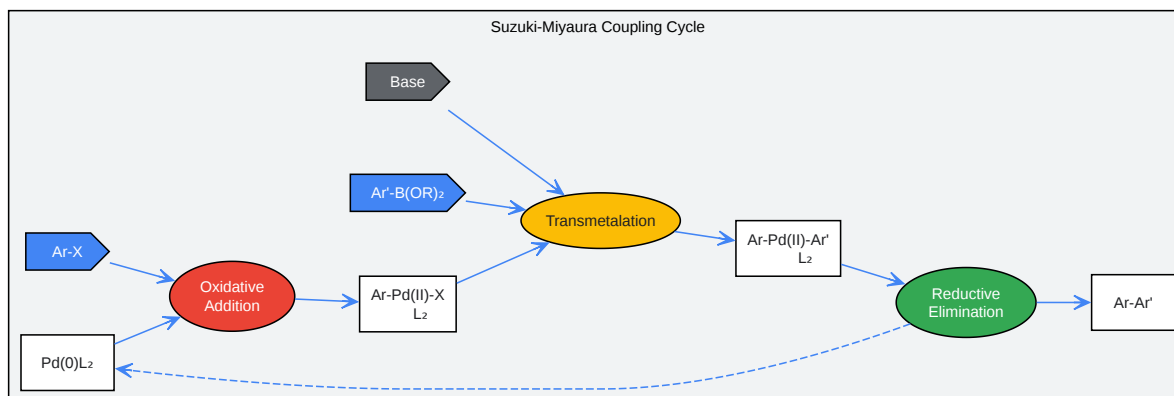 Suzuki-Miyaura Coupling Cycle
Base
Ar'-B(OR)₂
Transmetalation
Ar-X
Oxidative
Addition
Ar-Pd(II)-X
L₂
Ar-Pd(II)-Ar'
L₂
Reductive
Elimination
Ar-Ar'
Pd(0)L₂